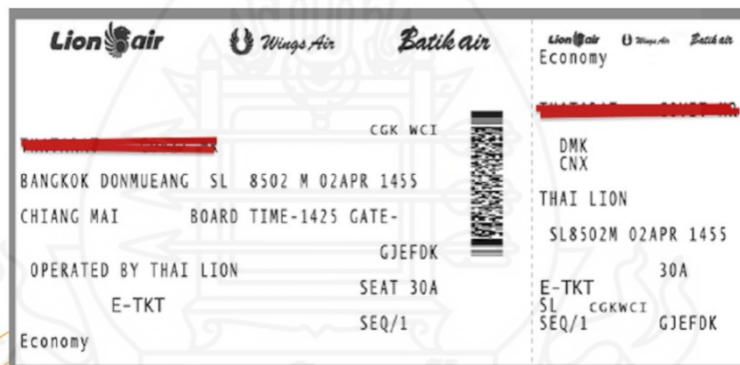 Lion air Wings Air Batik air
CGK WCI
BANGKOK DONMUEANG SL 8502 M 02APR 1455
CHIANG MAI BOARD TIME-1425 GATE-
GJEFDK
OPERATED BY THAI LION
SEAT 30A
E-TKT
SEQ/1
Economy
Lion air Wings Air Batik air
Economy
DMK
CNX
THAI LION
SL8502M 02APR 1455
30A
E-TKT
SL CGKWCI
SEQ/1 GJEFDK